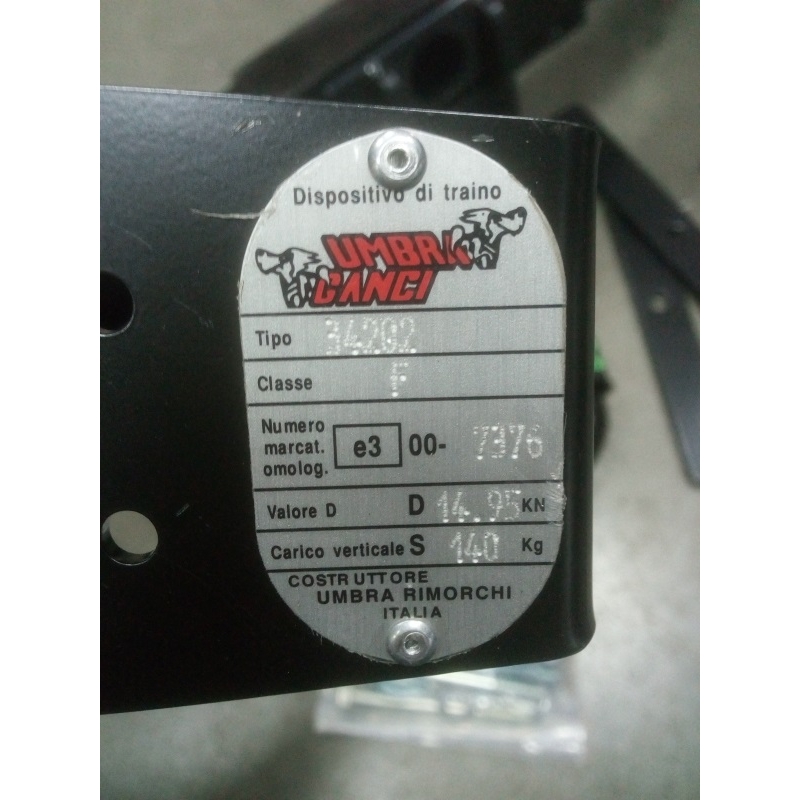 Dispositivo di traino
UMBRA
GANCI
Tipo 34202
Classe F
Numero
marcat.
omolog.
e3 00- 7376
Valore D D 14.95 KN
Carico verticale S 140 Kg
COSTRUTTORE
UMBRA RIMORCHI
ITALIA